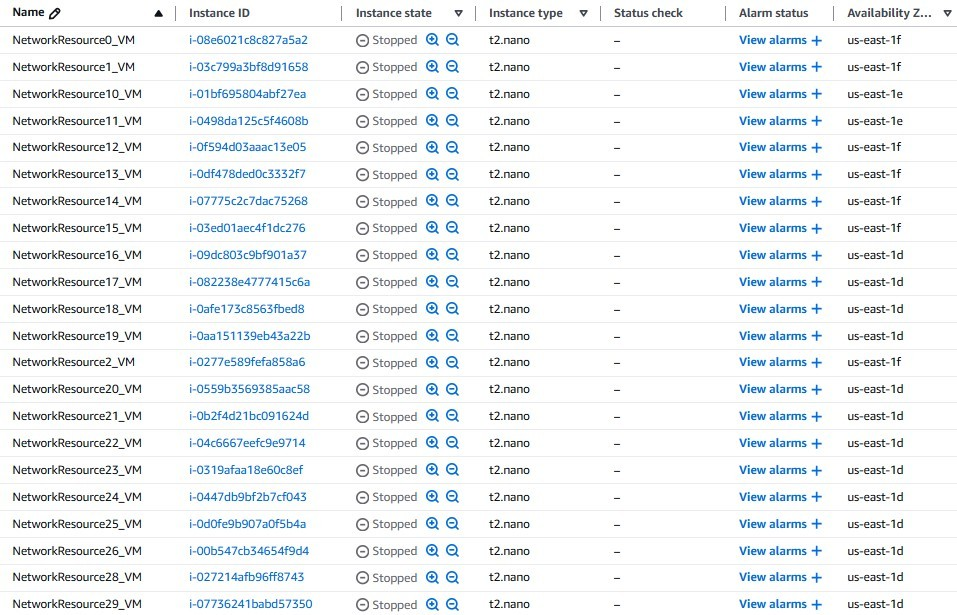 Name Instance ID Instance state Instance type Status check Alarm status Availability Z...
NetworkResource0_VM i-08e6021c8c827a5a2 Stopped t2.nano – View alarms + us-east-1f
NetworkResource1_VM i-03c799a3bf8d91658 Stopped t2.nano – View alarms + us-east-1f
NetworkResource10_VM i-01bf695804abf27ea Stopped t2.nano – View alarms + us-east-1e
NetworkResource11_VM i-0498da125c5f4608b Stopped t2.nano – View alarms + us-east-1e
NetworkResource12_VM i-0f594d03aaac13e05 Stopped t2.nano – View alarms + us-east-1f
NetworkResource13_VM i-0df478ded0c3332f7 Stopped t2.nano – View alarms + us-east-1f
NetworkResource14_VM i-07775c2c7dac75268 Stopped t2.nano – View alarms + us-east-1f
NetworkResource15_VM i-03ed01aec4f1dc276 Stopped t2.nano – View alarms + us-east-1f
NetworkResource16_VM i-09dc803c9bf901a37 Stopped t2.nano – View alarms + us-east-1d
NetworkResource17_VM i-082238e4777415c6a Stopped t2.nano – View alarms + us-east-1d
NetworkResource18_VM i-0afe173c8563fbed8 Stopped t2.nano – View alarms + us-east-1d
NetworkResource19_VM i-0aa151139eb43a22b Stopped t2.nano – View alarms + us-east-1d
NetworkResource2_VM i-0277e589fefa858a6 Stopped t2.nano – View alarms + us-east-1f
NetworkResource20_VM i-0559b3569385aac58 Stopped t2.nano – View alarms + us-east-1d
NetworkResource21_VM i-0b2f4d21bc091624d Stopped t2.nano – View alarms + us-east-1d
NetworkResource22_VM i-04c6667eefc9e9714 Stopped t2.nano – View alarms + us-east-1d
NetworkResource23_VM i-0319afaa18e60c8ef Stopped t2.nano – View alarms + us-east-1d
NetworkResource24_VM i-0447db9bf2b7cf043 Stopped t2.nano – View alarms + us-east-1d
NetworkResource25_VM i-0d0fe9b907a0f5b4a Stopped t2.nano – View alarms + us-east-1d
NetworkResource26_VM i-00b547cb34654f9d4 Stopped t2.nano – View alarms + us-east-1d
NetworkResource28_VM i-027214afb96ff8743 Stopped t2.nano – View alarms + us-east-1d
NetworkResource29_VM i-07736241babd57350 Stopped t2.nano – View alarms + us-east-1d